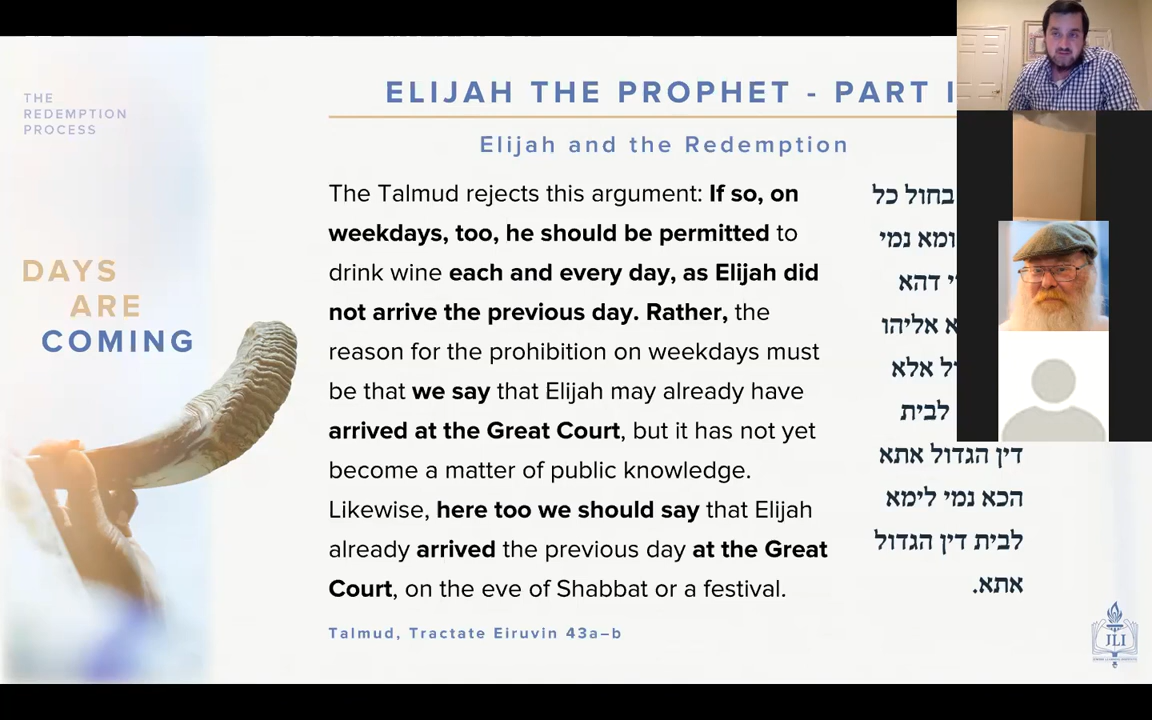 THE
REDEMPTION
PROCESS
DAYS
ARE
COMING
ELIJAH THE PROPHET - PART
Elijah and the Redemption
The Talmud rejects this argument: If so, on
weekdays, too, he should be permitted to
drink wine each and every day, as Elijah did
not arrive the previous day. Rather, the
reason for the prohibition on weekdays must
be that we say that Elijah may already have
arrived at the Great Court, but it has not yet
become a matter of public knowledge.
Likewise, here too we should say that Elijah
already arrived the previous day at the Great
Court, on the eve of Shabbat or a festival.
Talmud, Tractate Eiruvin 43a–b
בחול כל
נמי
דהא
אליהו
אלא
לבית
דין הגדול אתא
הכא נמי לימא
לבית דין הגדול
אתא.
JLI